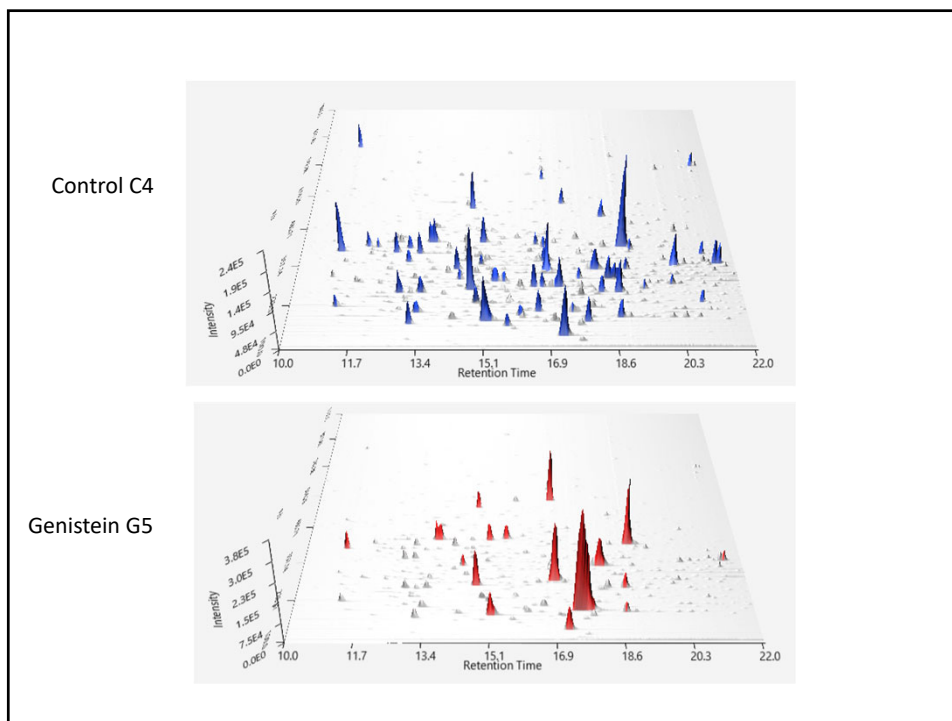 Control C4
2.4E5
1.9E5
1.4E5
9.5E4
4.8E4
0.0E0
Intensity
10.0 11.7 13.4 15.1 16.9 18.6 20.3 22.0
Retention Time
Genistein G5
3.8E5
3.0E5
2.3E5
1.5E5
7.5E4
0.0E0
Intensity
10.0 11.7 13.4 15.1 16.9 18.6 20.3 22.0
Retention Time